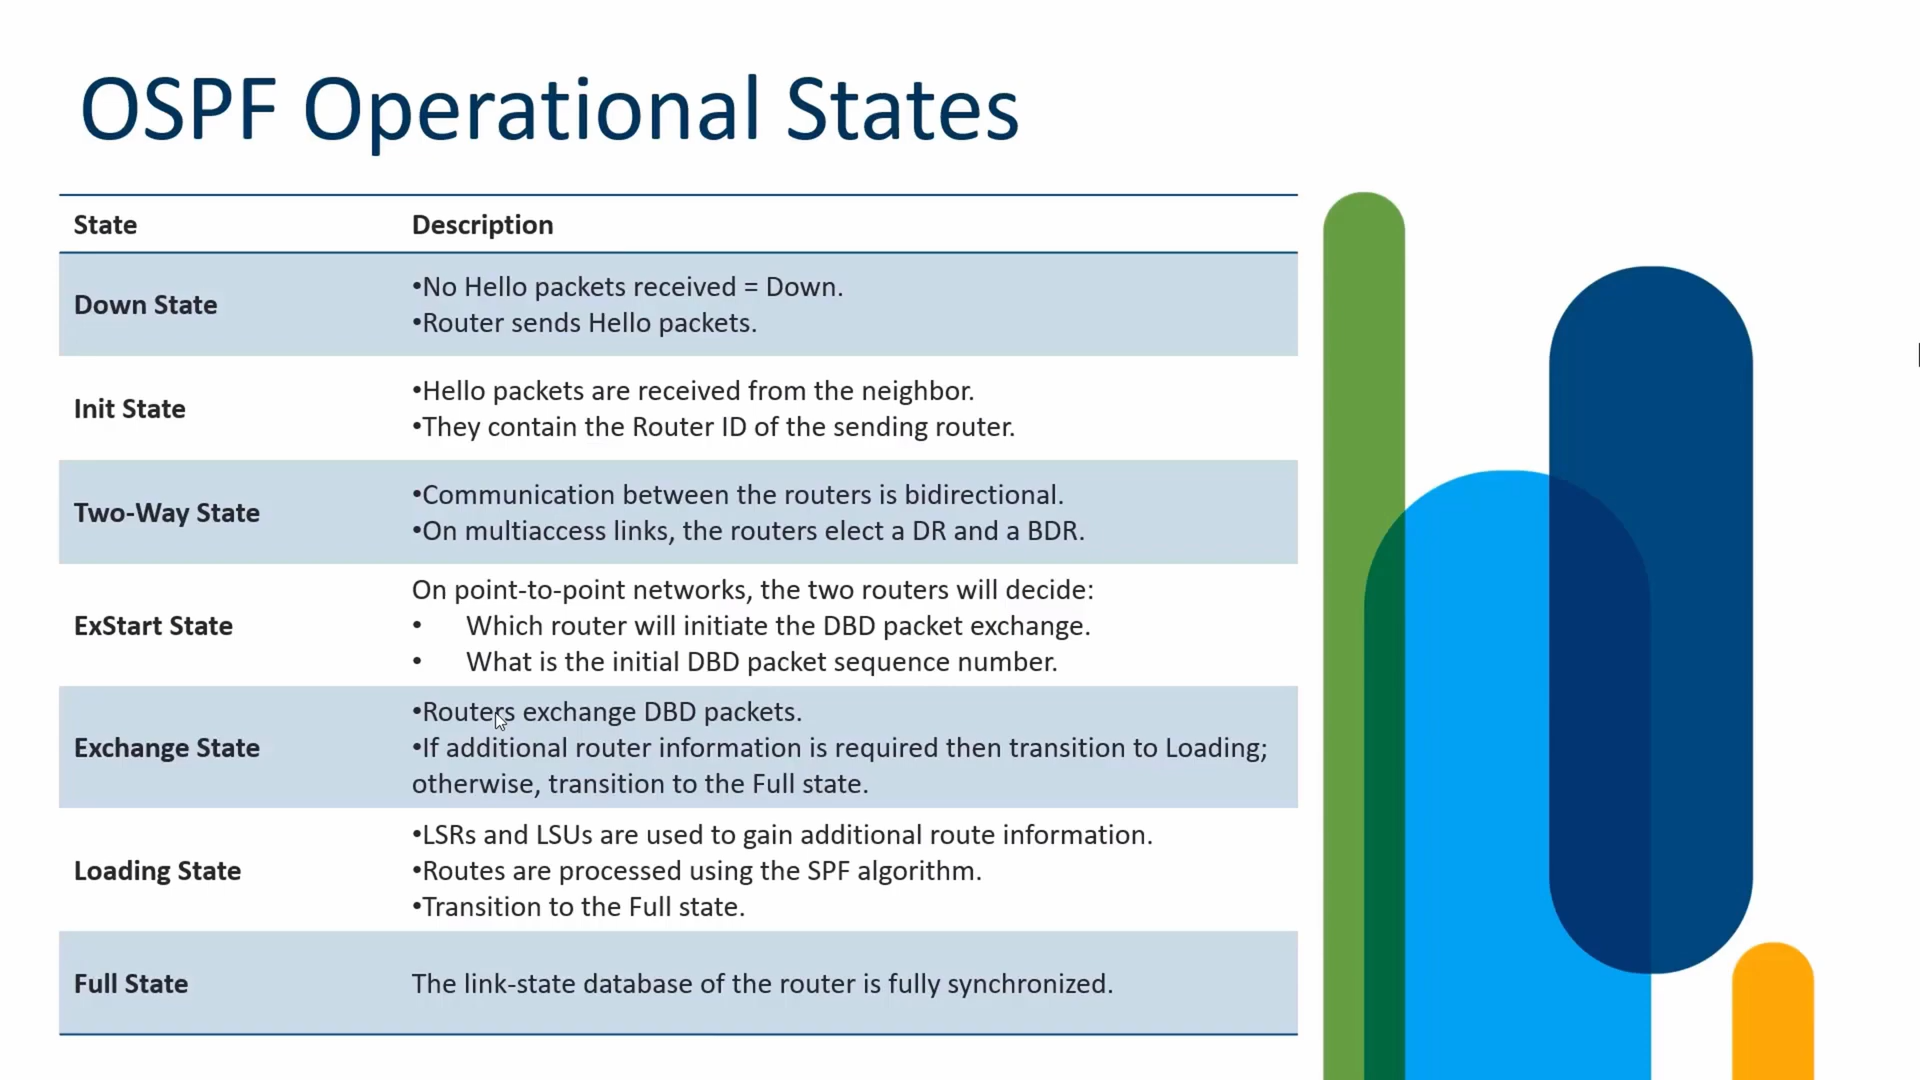 OSPF Operational States
State
Description
Down State
•No Hello packets received = Down.
•Router sends Hello packets.
Init State
•Hello packets are received from the neighbor.
•They contain the Router ID of the sending router.
Two-Way State
•Communication between the routers is bidirectional.
•On multiaccess links, the routers elect a DR and a BDR.
ExStart State
On point-to-point networks, the two routers will decide:
• Which router will initiate the DBD packet exchange.
• What is the initial DBD packet sequence number.
Exchange State
•Routers exchange DBD packets.
•If additional router information is required then transition to Loading;
otherwise, transition to the Full state.
Loading State
•LSRs and LSUs are used to gain additional route information.
•Routes are processed using the SPF algorithm.
•Transition to the Full state.
Full State
The link-state database of the router is fully synchronized.